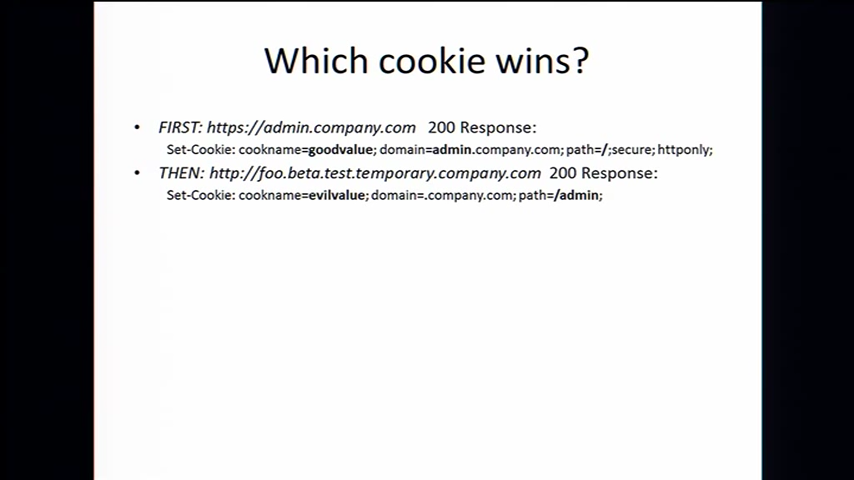 Which cookie wins?
• FIRST: https://admin.company.com 200 Response:
Set-Cookie: cookname=goodvalue; domain=admin.company.com; path=/;secure; httponly;
• THEN: http://foo.beta.test.temporary.company.com 200 Response:
Set-Cookie: cookname=evilvalue; domain=.company.com; path=/admin;